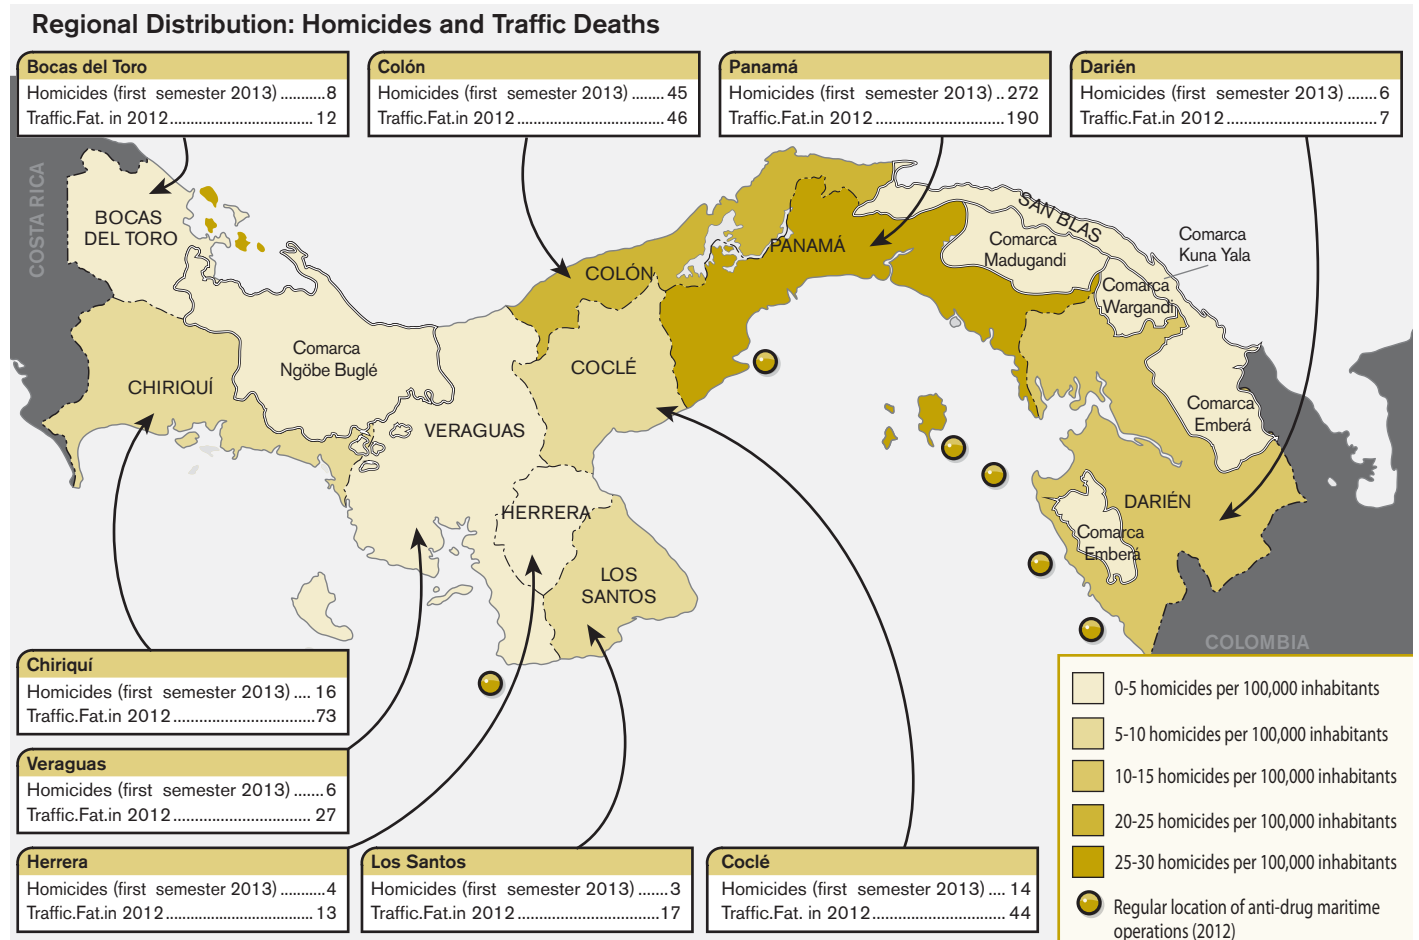 Regional Distribution: Homicides and Traffic Deaths
Bocas del Toro
Homicides (first semester 2013) ..........8
Traffic.Fat. in 2012................................. 12
Colón
Homicides (first semester 2013) ........ 45
Traffic.Fat.in 2012.................................. 46
Panamá
Homicides (first semester 2013) .. 272
Traffic.Fat.in 2012..............................190
Darién
Homicides (first semester 2013) .......6
Traffic.Fat.in 2012...................................7
COSTA RICA
BOCAS
DEL TORO
COLÓN
PANAMÁ
SAN BLAS
Comarca
Madugandi
Comarca
Kuna Yala
Comarca
Wargandi
Comarca
Ngöbe Buglé
CHIRIQUÍ
COCLÉ
VERAGUAS
HERRERA
LOS
SANTOS
Comarca
Emberá
DARIÉN
Comarca
Emberá
COLOMBIA
Chiriquí
Homicides (first semester 2013) .... 16
Traffic.Fat.in 2012.................................73
Veraguas
Homicides (first semester 2013) .......6
Traffic.Fat.in 2012................................ 27
Herrera
Homicides (first semester 2013) ..........4
Traffic.Fat.in 2012.................................. 13
Los Santos
Homicides (first semester 2013) .......3
Traffic.Fat.in 2012...............................17
Coclé
Homicides (first semester 2013) .... 14
Traffic.Fat. in 2012............................... 44
0-5 homicides per 100,000 inhabitants
5-10 homicides per 100,000 inhabitants
10-15 homicides per 100,000 inhabitants
20-25 homicides per 100,000 inhabitants
25-30 homicides per 100,000 inhabitants
Regular location of anti-drug maritime
operations (2012)